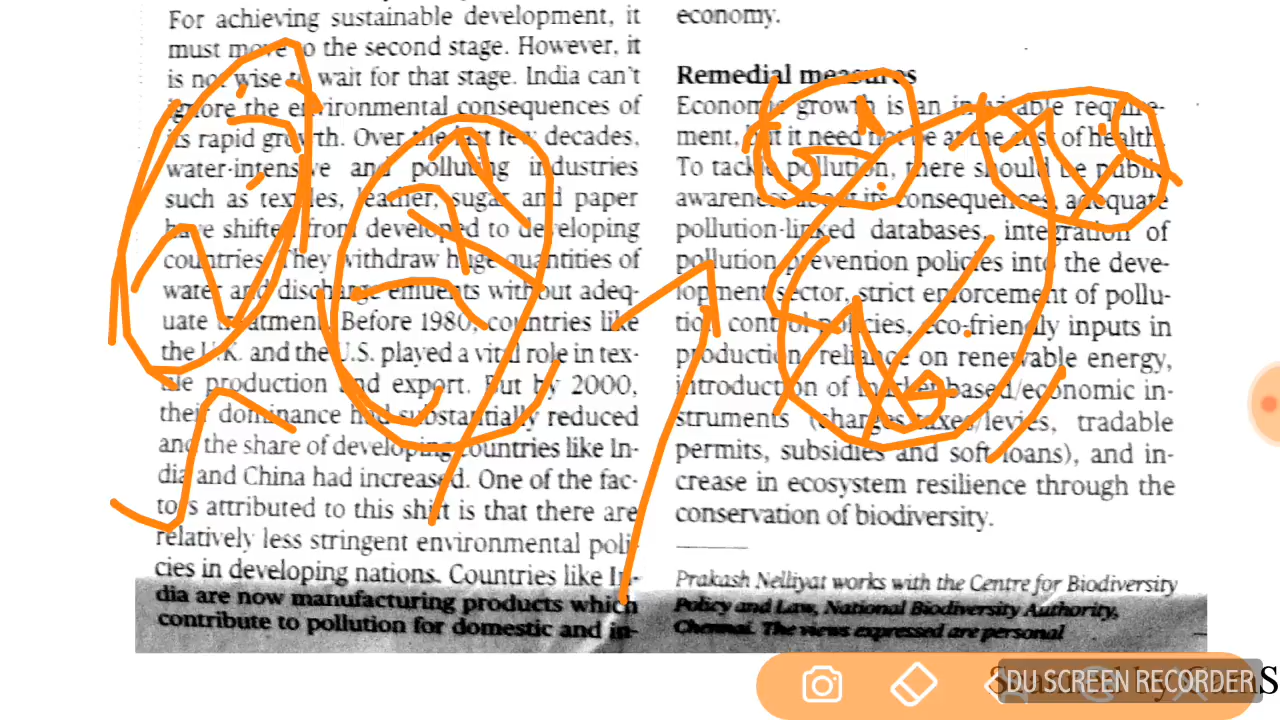 For achieving sustainable development, it
must move to the second stage. However, it
is not wise to wait for that stage. India can't
ignore the environmental consequences of
its rapid growth. Over the last few decades,
water-intensive and polluting industries
such as textiles, leather, sugar and paper
have shifted from developed to developing
countries. They withdraw huge quantities of
water and discharge effluents without adeq-
uate treatment. Before 1980, countries like
the U.K. and the U.S. played a vital role in tex-
tile production and export. But by 2000,
their dominance had substantially reduced
and the share of developing countries like In-
dia and China had increased. One of the fac-
tors attributed to this shift is that there are
relatively less stringent environmental poli-
cies in developing nations. Countries like In-
dia are now manufacturing products which
contribute to pollution for domestic and in-
economy.
Remedial measures
Economic growth is an inevitable require-
ment, but it need not be at the cost of health.
To tackle pollution, there should be public
awareness about its consequences, adequate
pollution-linked databases, integration of
pollution prevention policies into the deve-
lopment sector, strict enforcement of pollu-
tion control policies, eco-friendly inputs in
production, reliance on renewable energy,
introduction of market-based/economic in-
struments (charges/taxes/levies, tradable
permits, subsidies and soft loans), and in-
crease in ecosystem resilience through the
conservation of biodiversity.
Prakash Nelliyat works with the Centre for Biodiversity
Policy and Law, National Biodiversity Authority,
Chennai. The views expressed are personal
DU SCREEN RECORDER